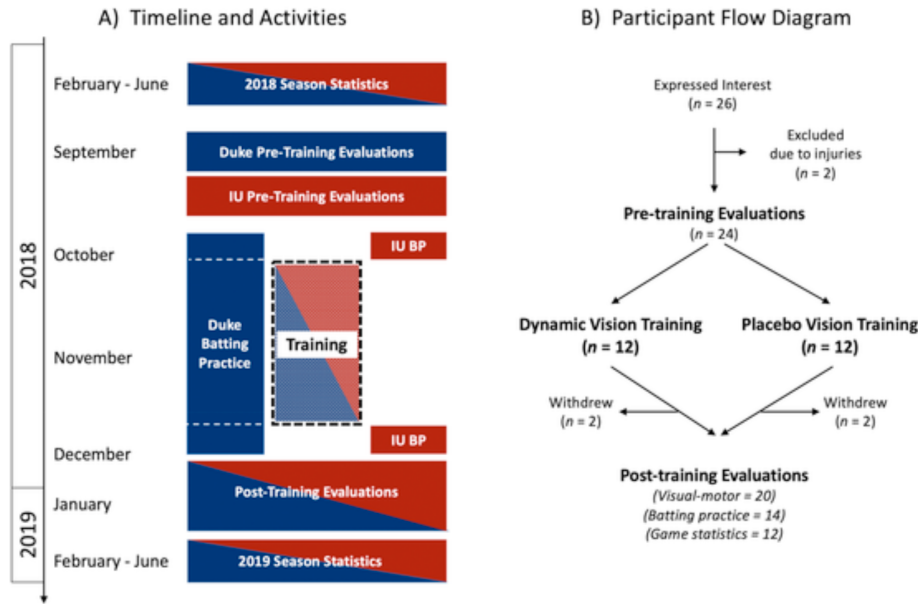 A) Timeline and Activities
2018
2019
February - June
September
October
November
December
January
February - June
2018 Season Statistics
Duke Pre-Training Evaluations
IU Pre-Training Evaluations
IU BP
Duke
Batting
Practice
Training
IU BP
Post-Training Evaluations
2019 Season Statistics
B) Participant Flow Diagram
Expressed Interest
(n = 26)
Excluded
due to injuries
(n = 2)
Pre-training Evaluations
(n = 24)
Dynamic Vision Training
(n = 12)
Placebo Vision Training
(n = 12)
Withdrew
(n = 2)
Withdrew
(n = 2)
Post-training Evaluations
(Visual-motor = 20)
(Batting practice = 14)
(Game statistics = 12)